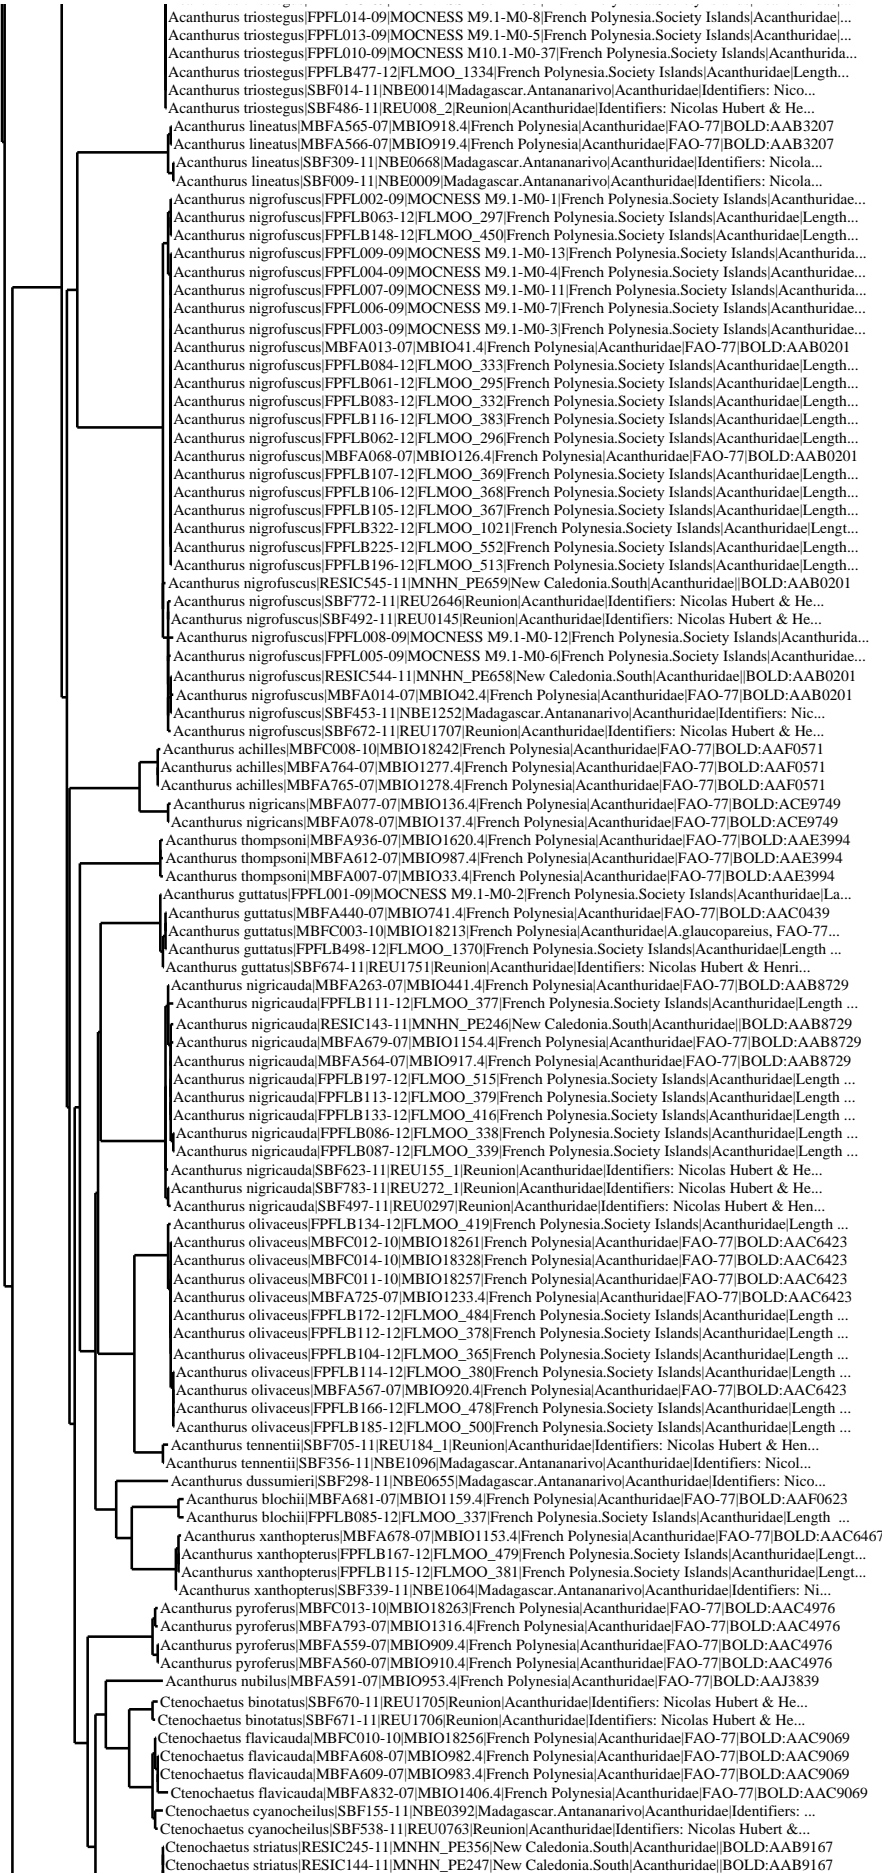 Acanthurus triostegus|FPFL014-09|MOCNESS M9.1-M0-8|French Polynesia.Society Islands|Acanthuridae|...
Acanthurus triostegus|FPFL013-09|MOCNESS M9.1-M0-5|French Polynesia.Society Islands|Acanthuridae|...
Acanthurus triostegus|FPFL010-09|MOCNESS M10.1-M0-37|French Polynesia.Society Islands|Acanthurida...
Acanthurus triostegus|FPFLB477-12|FLMOO_1334|French Polynesia.Society Islands|Acanthuridae|Length...
Acanthurus triostegus|SBF014-11|NBE0014|Madagascar.Antananarivo|Acanthuridae|Identifiers: Nico...
Acanthurus triostegus|SBF486-11|REU008_2|Reunion|Acanthuridae|Identifiers: Nicolas Hubert & He...
Acanthurus lineatus|MBFA565-07|MBIO918.4|French Polynesia|Acanthuridae|FAO-77|BOLD:AAB3207
Acanthurus lineatus|MBFA566-07|MBIO919.4|French Polynesia|Acanthuridae|FAO-77|BOLD:AAB3207
Acanthurus lineatus|SBF309-11|NBE0668|Madagascar.Antananarivo|Acanthuridae|Identifiers: Nicola...
Acanthurus lineatus|SBF009-11|NBE0009|Madagascar.Antananarivo|Acanthuridae|Identifiers: Nicola...
Acanthurus nigrofuscus|FPFL002-09|MOCNESS M9.1-M0-1|French Polynesia.Society Islands|Acanthuridae...
Acanthurus nigrofuscus|FPFLB063-12|FLMOO_297|French Polynesia.Society Islands|Acanthuridae|Length...
Acanthurus nigrofuscus|FPFLB148-12|FLMOO_450|French Polynesia.Society Islands|Acanthuridae|Length...
Acanthurus nigrofuscus|FPFL009-09|MOCNESS M9.1-M0-13|French Polynesia.Society Islands|Acanthurida...
Acanthurus nigrofuscus|FPFL004-09|MOCNESS M9.1-M0-4|French Polynesia.Society Islands|Acanthuridae...
Acanthurus nigrofuscus|FPFL007-09|MOCNESS M9.1-M0-11|French Polynesia.Society Islands|Acanthurida...
Acanthurus nigrofuscus|FPFL006-09|MOCNESS M9.1-M0-7|French Polynesia.Society Islands|Acanthuridae...
Acanthurus nigrofuscus|FPFL003-09|MOCNESS M9.1-M0-3|French Polynesia.Society Islands|Acanthuridae...
Acanthurus nigrofuscus|MBFA013-07|MBIO41.4|French Polynesia|Acanthuridae|FAO-77|BOLD:AAB0201
Acanthurus nigrofuscus|FPFLB084-12|FLMOO_333|French Polynesia.Society Islands|Acanthuridae|Length...
Acanthurus nigrofuscus|FPFLB061-12|FLMOO_295|French Polynesia.Society Islands|Acanthuridae|Length...
Acanthurus nigrofuscus|FPFLB083-12|FLMOO_332|French Polynesia.Society Islands|Acanthuridae|Length...
Acanthurus nigrofuscus|FPFLB116-12|FLMOO_383|French Polynesia.Society Islands|Acanthuridae|Length...
Acanthurus nigrofuscus|FPFLB062-12|FLMOO_296|French Polynesia.Society Islands|Acanthuridae|Length...
Acanthurus nigrofuscus|MBFA068-07|MBIO126.4|French Polynesia|Acanthuridae|FAO-77|BOLD:AAB0201
Acanthurus nigrofuscus|FPFLB107-12|FLMOO_369|French Polynesia.Society Islands|Acanthuridae|Length...
Acanthurus nigrofuscus|FPFLB106-12|FLMOO_368|French Polynesia.Society Islands|Acanthuridae|Length...
Acanthurus nigrofuscus|FPFLB105-12|FLMOO_367|French Polynesia.Society Islands|Acanthuridae|Length...
Acanthurus nigrofuscus|FPFLB322-12|FLMOO_1021|French Polynesia.Society Islands|Acanthuridae|Lengt...
Acanthurus nigrofuscus|FPFLB225-12|FLMOO_552|French Polynesia.Society Islands|Acanthuridae|Length...
Acanthurus nigrofuscus|FPFLB196-12|FLMOO_513|French Polynesia.Society Islands|Acanthuridae|Length...
Acanthurus nigrofuscus|RESIC545-11|MNHN_PE659|New Caledonia.South|Acanthuridae||BOLD:AAB0201
Acanthurus nigrofuscus|SBF772-11|REU2646|Reunion|Acanthuridae|Identifiers: Nicolas Hubert & He...
Acanthurus nigrofuscus|SBF492-11|REU0145|Reunion|Acanthuridae|Identifiers: Nicolas Hubert & He...
Acanthurus nigrofuscus|FPFL008-09|MOCNESS M9.1-M0-12|French Polynesia.Society Islands|Acanthurida...
Acanthurus nigrofuscus|FPFL005-09|MOCNESS M9.1-M0-6|French Polynesia.Society Islands|Acanthuridae...
Acanthurus nigrofuscus|RESIC544-11|MNHN_PE658|New Caledonia.South|Acanthuridae||BOLD:AAB0201
Acanthurus nigrofuscus|MBFA014-07|MBIO42.4|French Polynesia|Acanthuridae|FAO-77|BOLD:AAB0201
Acanthurus nigrofuscus|SBF453-11|NBE1252|Madagascar.Antananarivo|Acanthuridae|Identifiers: Nic...
Acanthurus nigrofuscus|SBF672-11|REU1707|Reunion|Acanthuridae|Identifiers: Nicolas Hubert & He...
Acanthurus achilles|MBFC008-10|MBIO18242|French Polynesia|Acanthuridae|FAO-77|BOLD:AAF0571
Acanthurus achilles|MBFA764-07|MBIO1277.4|French Polynesia|Acanthuridae|FAO-77|BOLD:AAF0571
Acanthurus achilles|MBFA765-07|MBIO1278.4|French Polynesia|Acanthuridae|FAO-77|BOLD:AAF0571
Acanthurus nigricans|MBFA077-07|MBIO136.4|French Polynesia|Acanthuridae|FAO-77|BOLD:ACE9749
Acanthurus nigricans|MBFA078-07|MBIO137.4|French Polynesia|Acanthuridae|FAO-77|BOLD:ACE9749
Acanthurus thompsoni|MBFA936-07|MBIO1620.4|French Polynesia|Acanthuridae|FAO-77|BOLD:AAE3994
Acanthurus thompsoni|MBFA612-07|MBIO987.4|French Polynesia|Acanthuridae|FAO-77|BOLD:AAE3994
Acanthurus thompsoni|MBFA007-07|MBIO33.4|French Polynesia|Acanthuridae|FAO-77|BOLD:AAE3994
Acanthurus guttatus|FPFL001-09|MOCNESS M9.1-M0-2|French Polynesia.Society Islands|Acanthuridae|La...
Acanthurus guttatus|MBFA440-07|MBIO741.4|French Polynesia|Acanthuridae|FAO-77|BOLD:AAC0439
Acanthurus guttatus|MBFC003-10|MBIO18213|French Polynesia|Acanthuridae|A.glaucopareius, FAO-77...
Acanthurus guttatus|FPFLB498-12|FLMOO_1370|French Polynesia.Society Islands|Acanthuridae|Length ...
Acanthurus guttatus|SBF674-11|REU1751|Reunion|Acanthuridae|Identifiers: Nicolas Hubert & Henri...
Acanthurus nigricauda|MBFA263-07|MBIO441.4|French Polynesia|Acanthuridae|FAO-77|BOLD:AAB8729
Acanthurus nigricauda|FPFLB111-12|FLMOO_377|French Polynesia.Society Islands|Acanthuridae|Length ...
Acanthurus nigricauda|RESIC143-11|MNHN_PE246|New Caledonia.South|Acanthuridae||BOLD:AAB8729
Acanthurus nigricauda|MBFA679-07|MBIO1154.4|French Polynesia|Acanthuridae|FAO-77|BOLD:AAB8729
Acanthurus nigricauda|MBFA564-07|MBIO917.4|French Polynesia|Acanthuridae|FAO-77|BOLD:AAB8729
Acanthurus nigricauda|FPFLB197-12|FLMOO_515|French Polynesia.Society Islands|Acanthuridae|Length ...
Acanthurus nigricauda|FPFLB113-12|FLMOO_379|French Polynesia.Society Islands|Acanthuridae|Length ...
Acanthurus nigricauda|FPFLB133-12|FLMOO_416|French Polynesia.Society Islands|Acanthuridae|Length ...
Acanthurus nigricauda|FPFLB086-12|FLMOO_338|French Polynesia.Society Islands|Acanthuridae|Length ...
Acanthurus nigricauda|FPFLB087-12|FLMOO_339|French Polynesia.Society Islands|Acanthuridae|Length ...
Acanthurus nigricauda|SBF623-11|REU155_1|Reunion|Acanthuridae|Identifiers: Nicolas Hubert & He...
Acanthurus nigricauda|SBF783-11|REU272_1|Reunion|Acanthuridae|Identifiers: Nicolas Hubert & He...
Acanthurus nigricauda|SBF497-11|REU0297|Reunion|Acanthuridae|Identifiers: Nicolas Hubert & Hen...
Acanthurus olivaceus|FPFLB134-12|FLMOO_419|French Polynesia.Society Islands|Acanthuridae|Length ...
Acanthurus olivaceus|MBFC012-10|MBIO18261|French Polynesia|Acanthuridae|FAO-77|BOLD:AAC6423
Acanthurus olivaceus|MBFC014-10|MBIO18328|French Polynesia|Acanthuridae|FAO-77|BOLD:AAC6423
Acanthurus olivaceus|MBFC011-10|MBIO18257|French Polynesia|Acanthuridae|FAO-77|BOLD:AAC6423
Acanthurus olivaceus|MBFA725-07|MBIO1233.4|French Polynesia|Acanthuridae|FAO-77|BOLD:AAC6423
Acanthurus olivaceus|FPFLB172-12|FLMOO_484|French Polynesia.Society Islands|Acanthuridae|Length ...
Acanthurus olivaceus|FPFLB112-12|FLMOO_378|French Polynesia.Society Islands|Acanthuridae|Length ...
Acanthurus olivaceus|FPFLB104-12|FLMOO_365|French Polynesia.Society Islands|Acanthuridae|Length ...
Acanthurus olivaceus|FPFLB114-12|FLMOO_380|French Polynesia.Society Islands|Acanthuridae|Length ...
Acanthurus olivaceus|MBFA567-07|MBIO920.4|French Polynesia|Acanthuridae|FAO-77|BOLD:AAC6423
Acanthurus olivaceus|FPFLB166-12|FLMOO_478|French Polynesia.Society Islands|Acanthuridae|Length ...
Acanthurus olivaceus|FPFLB185-12|FLMOO_500|French Polynesia.Society Islands|Acanthuridae|Length ...
Acanthurus tennentii|SBF705-11|REU184_1|Reunion|Acanthuridae|Identifiers: Nicolas Hubert & Hen...
Acanthurus tennentii|SBF356-11|NBE1096|Madagascar.Antananarivo|Acanthuridae|Identifiers: Nicol...
Acanthurus dussumieri|SBF298-11|NBE0655|Madagascar.Antananarivo|Acanthuridae|Identifiers: Nico...
Acanthurus blochii|MBFA681-07|MBIO1159.4|French Polynesia|Acanthuridae|FAO-77|BOLD:AAF0623
Acanthurus blochii|FPFLB085-12|FLMOO_337|French Polynesia.Society Islands|Acanthuridae|Length ...
Acanthurus xanthopterus|MBFA678-07|MBIO1153.4|French Polynesia|Acanthuridae|FAO-77|BOLD:AAC6467
Acanthurus xanthopterus|FPFLB167-12|FLMOO_479|French Polynesia.Society Islands|Acanthuridae|Lengt...
Acanthurus xanthopterus|FPFLB115-12|FLMOO_381|French Polynesia.Society Islands|Acanthuridae|Lengt...
Acanthurus xanthopterus|SBF339-11|NBE1064|Madagascar.Antananarivo|Acanthuridae|Identifiers: Ni...
Acanthurus pyroferus|MBFC013-10|MBIO18263|French Polynesia|Acanthuridae|FAO-77|BOLD:AAC4976
Acanthurus pyroferus|MBFA793-07|MBIO1316.4|French Polynesia|Acanthuridae|FAO-77|BOLD:AAC4976
Acanthurus pyroferus|MBFA559-07|MBIO909.4|French Polynesia|Acanthuridae|FAO-77|BOLD:AAC4976
Acanthurus pyroferus|MBFA560-07|MBIO910.4|French Polynesia|Acanthuridae|FAO-77|BOLD:AAC4976
Acanthurus nubilus|MBFA591-07|MBIO953.4|French Polynesia|Acanthuridae|FAO-77|BOLD:AAJ3839
Ctenochaetus binotatus|SBF670-11|REU1705|Reunion|Acanthuridae|Identifiers: Nicolas Hubert & He...
Ctenochaetus binotatus|SBF671-11|REU1706|Reunion|Acanthuridae|Identifiers: Nicolas Hubert & He...
Ctenochaetus flavicauda|MBFC010-10|MBIO18256|French Polynesia|Acanthuridae|FAO-77|BOLD:AAC9069
Ctenochaetus flavicauda|MBFA608-07|MBIO982.4|French Polynesia|Acanthuridae|FAO-77|BOLD:AAC9069
Ctenochaetus flavicauda|MBFA609-07|MBIO983.4|French Polynesia|Acanthuridae|FAO-77|BOLD:AAC9069
Ctenochaetus flavicauda|MBFA832-07|MBIO1406.4|French Polynesia|Acanthuridae|FAO-77|BOLD:AAC9069
Ctenochaetus cyanocheilus|SBF155-11|NBE0392|Madagascar.Antananarivo|Acanthuridae|Identifiers: ...
Ctenochaetus cyanocheilus|SBF538-11|REU0763|Reunion|Acanthuridae|Identifiers: Nicolas Hubert &...
Ctenochaetus striatus|RESIC245-11|MNHN_PE356|New Caledonia.South|Acanthuridae||BOLD:AAB9167
Ctenochaetus striatus|RESIC144-11|MNHN_PE247|New Caledonia.South|Acanthuridae||BOLD:AAB9167